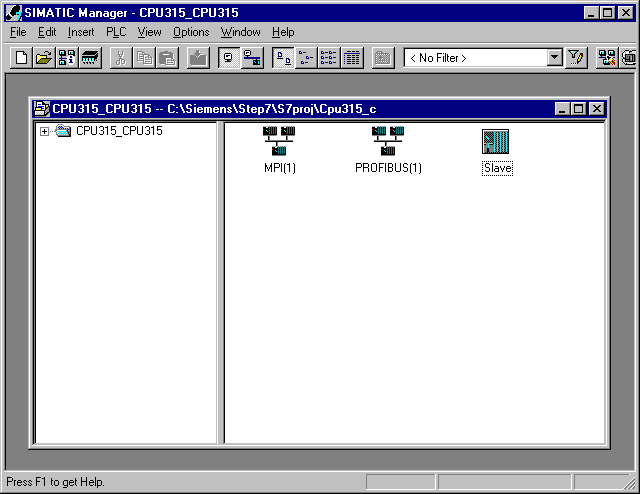 SIMATIC Manager - CPU315_CPU315
File Edit Insert PLC View Options Window Help
< No Filter >
CPU315_CPU315 -- C:\Siemens\Step7\S7proj\Cpu315_c
CPU315_CPU315
MPI(1) PROFIBUS(1) Slave
Press F1 to get Help.